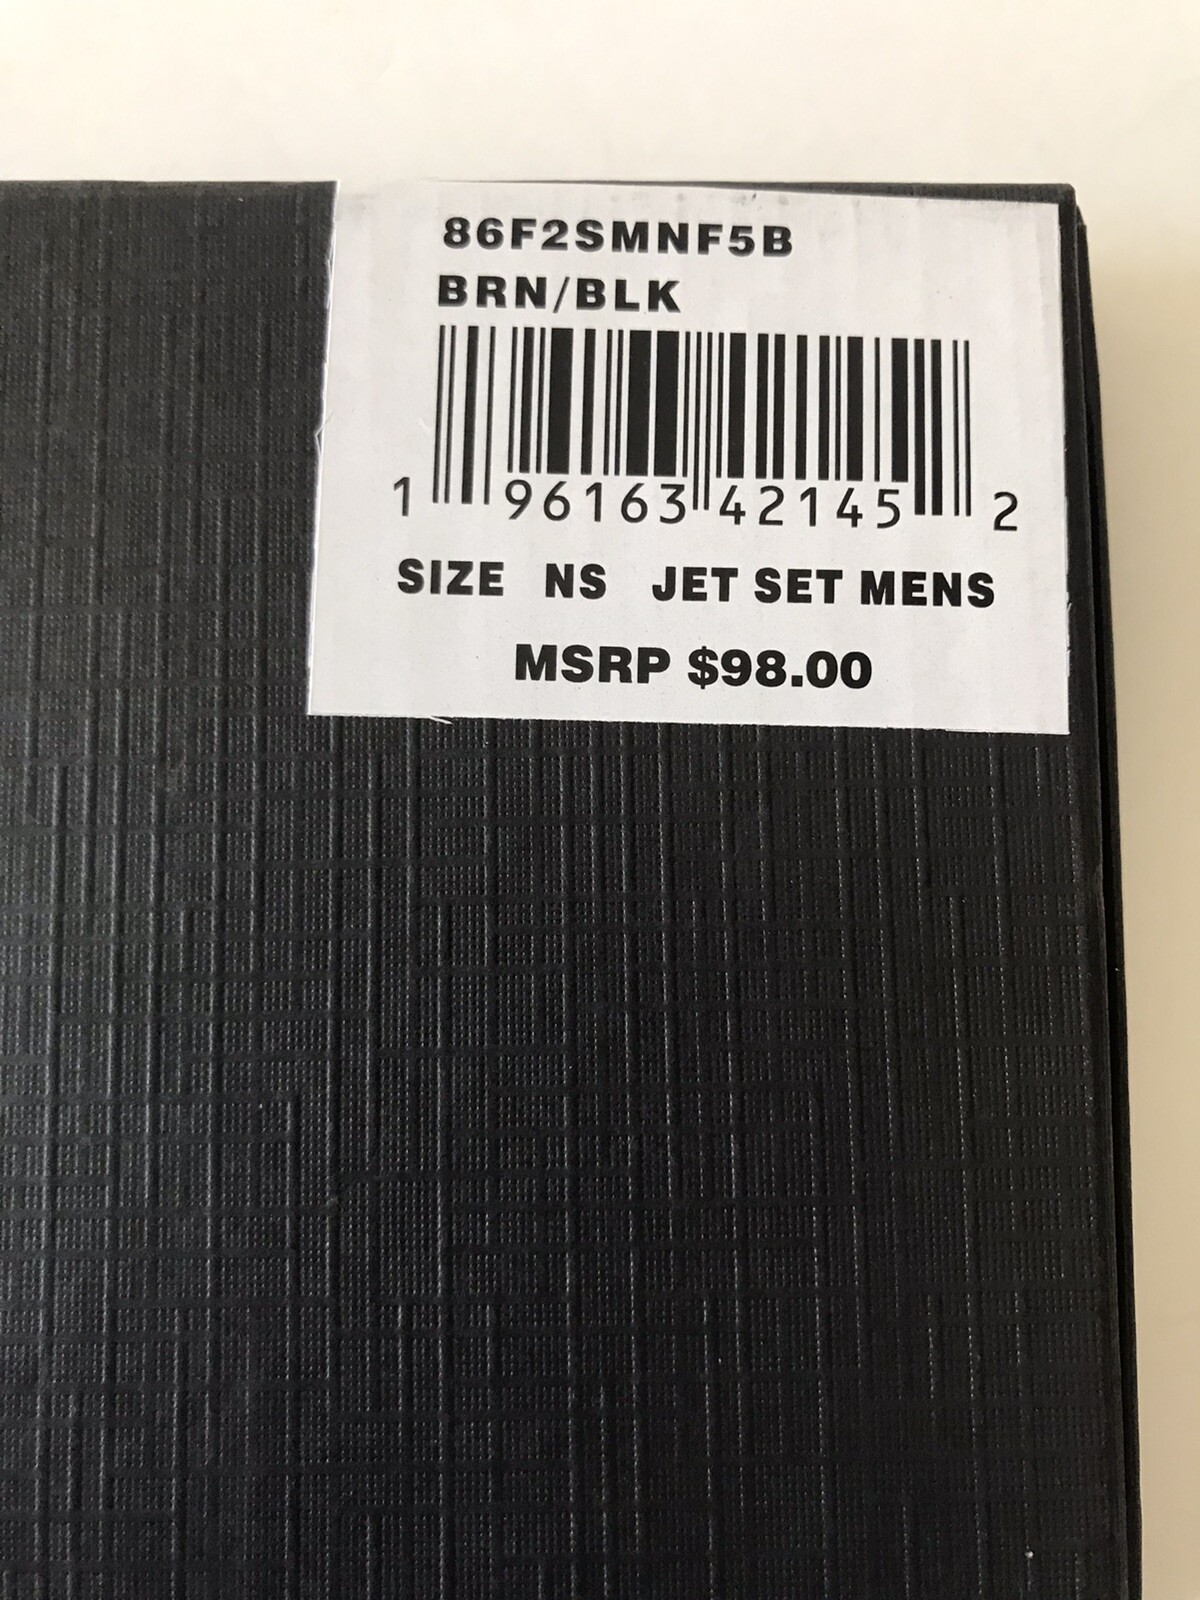 86F2SMNF5B
BRN/BLK
1 96163 42145 2
SIZE NS JET SET MENS
MSRP $98.00